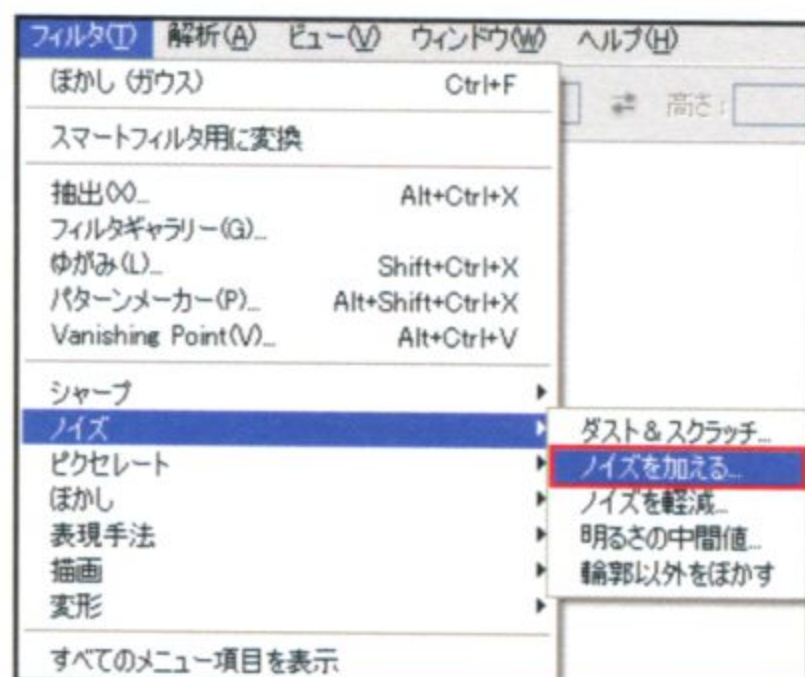 フィルタ(T) 解析(A) ビュー(V) ウィンドウ(W) ヘルプ(H)
ぼかし (ガウス) Ctrl+F
高さ :
スマートフィルタ用に変換
抽出(X)... Alt+Ctrl+X
フィルタギャラリー(G)...
ゆがみ(L)... Shift+Ctrl+X
パターンメーカー(P)... Alt+Shift+Ctrl+X
Vanishing Point(V)... Alt+Ctrl+V
シャープ
ノイズ
ピクセレート
ぼかし
表現手法
描画
変形
すべてのメニュー項目を表示
ダスト & スクラッチ...
ノイズを加える...
ノイズを軽減...
明るさの中間値...
輪郭以外をぼかす